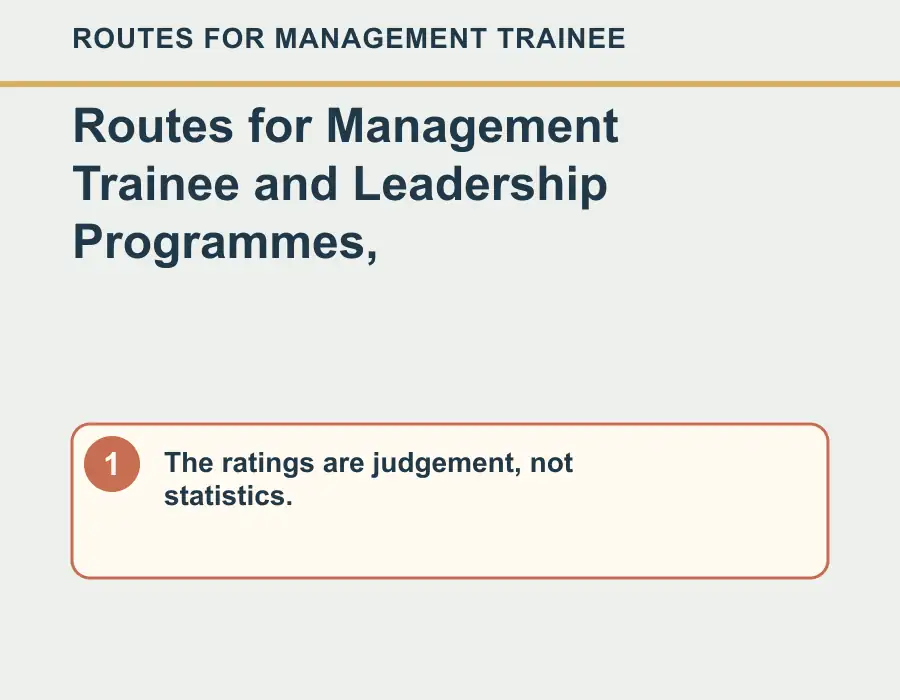 ROUTES FOR MANAGEMENT TRAINEE
Routes for Management
Trainee and Leadership
Programmes,
1
The ratings are judgement, not
statistics.